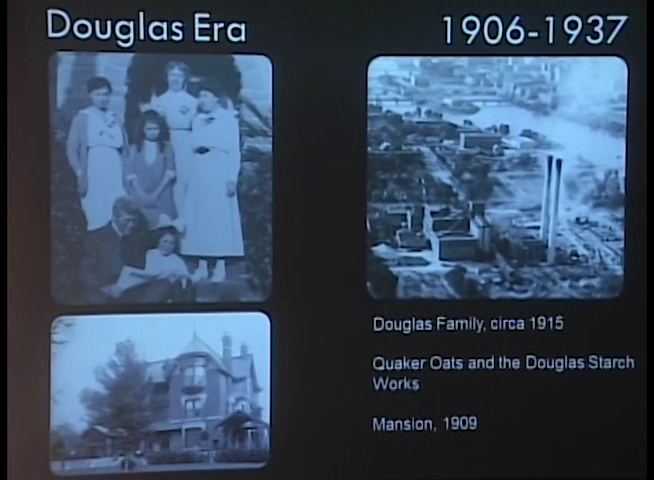 Douglas Era
1906-1937
Douglas Family, circa 1915
Quaker Oats and the Douglas Starch
Works
Mansion, 1909